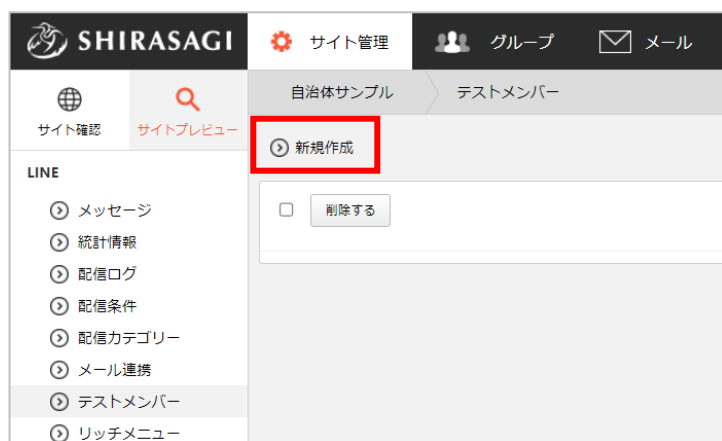 SHIRASAGI
サイト管理
グループ
メール
サイト確認
サイトプレビュー
自治体サンプル
テストメンバー
新規作成
LINE
削除する
メッセージ
統計情報
配信ログ
配信条件
配信カテゴリー
メール連携
テストメンバー
リッチメニュー